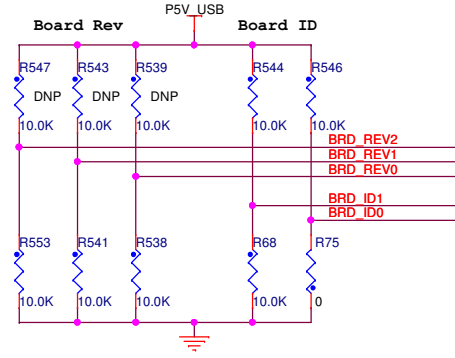 P5V_USB
Board Rev Board ID
R547 R543 R539 R544 R546
DNP DNP DNP
10.0K 10.0K 10.0K 10.0K 10.0K
BRD_REV2
BRD_REV1
BRD_REV0
BRD_ID1
BRD_ID0
R553 R541 R538 R68 R75
10.0K 10.0K 10.0K 10.0K 0